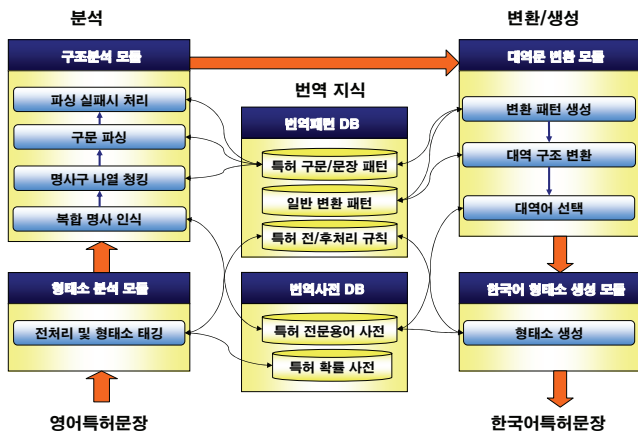 분석
변환/생성
구조분석 모듈
파싱 실패시 처리
구문 파싱
명사구 나열 청킹
복합 명사 인식
형태소 분석 모듈
전처리 및 형태소 태깅
영어특허문장
번역 지식
번역패턴 DB
특허 구문/문장 패턴
일반 변환 패턴
특허 전/후처리 규칙
번역사전 DB
특허 전문용어 사전
특허 확률 사전
대역문 변환 모듈
변환 패턴 생성
대역 구조 변환
대역어 선택
한국어 형태소 생성 모듈
형태소 생성
한국어특허문장